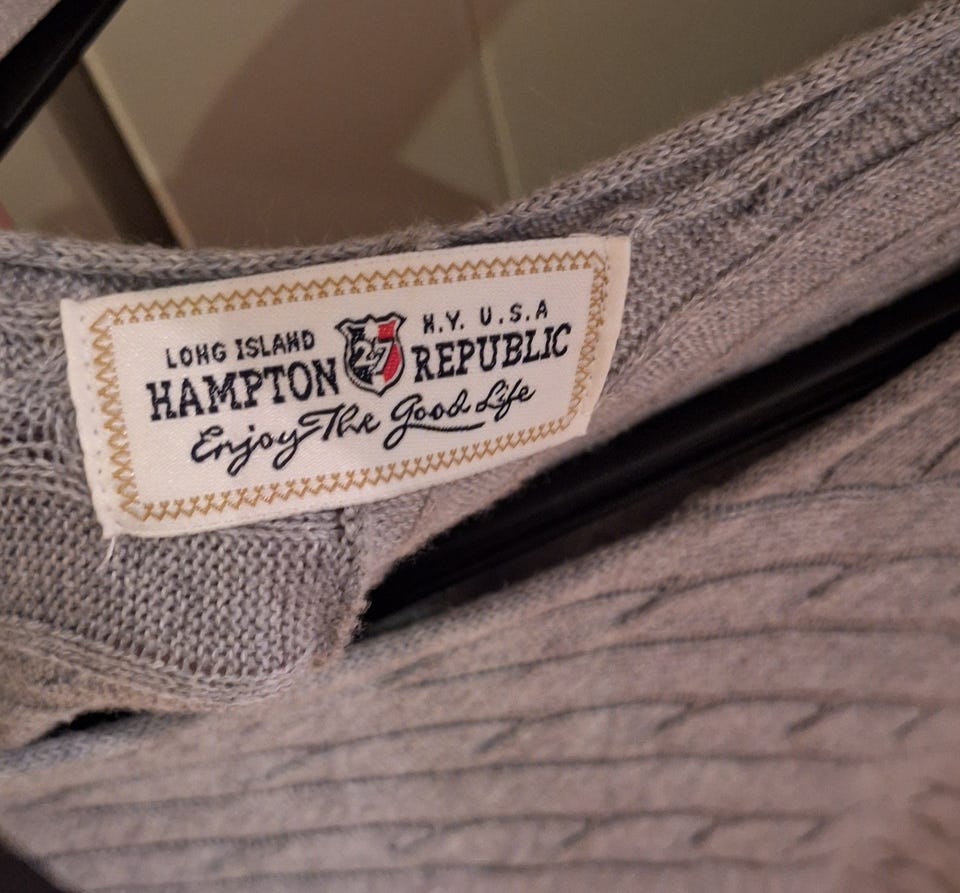 LONG ISLAND N.Y. U.S.A
HAMPTON 27 REPUBLIC
Enjoy The Good Life